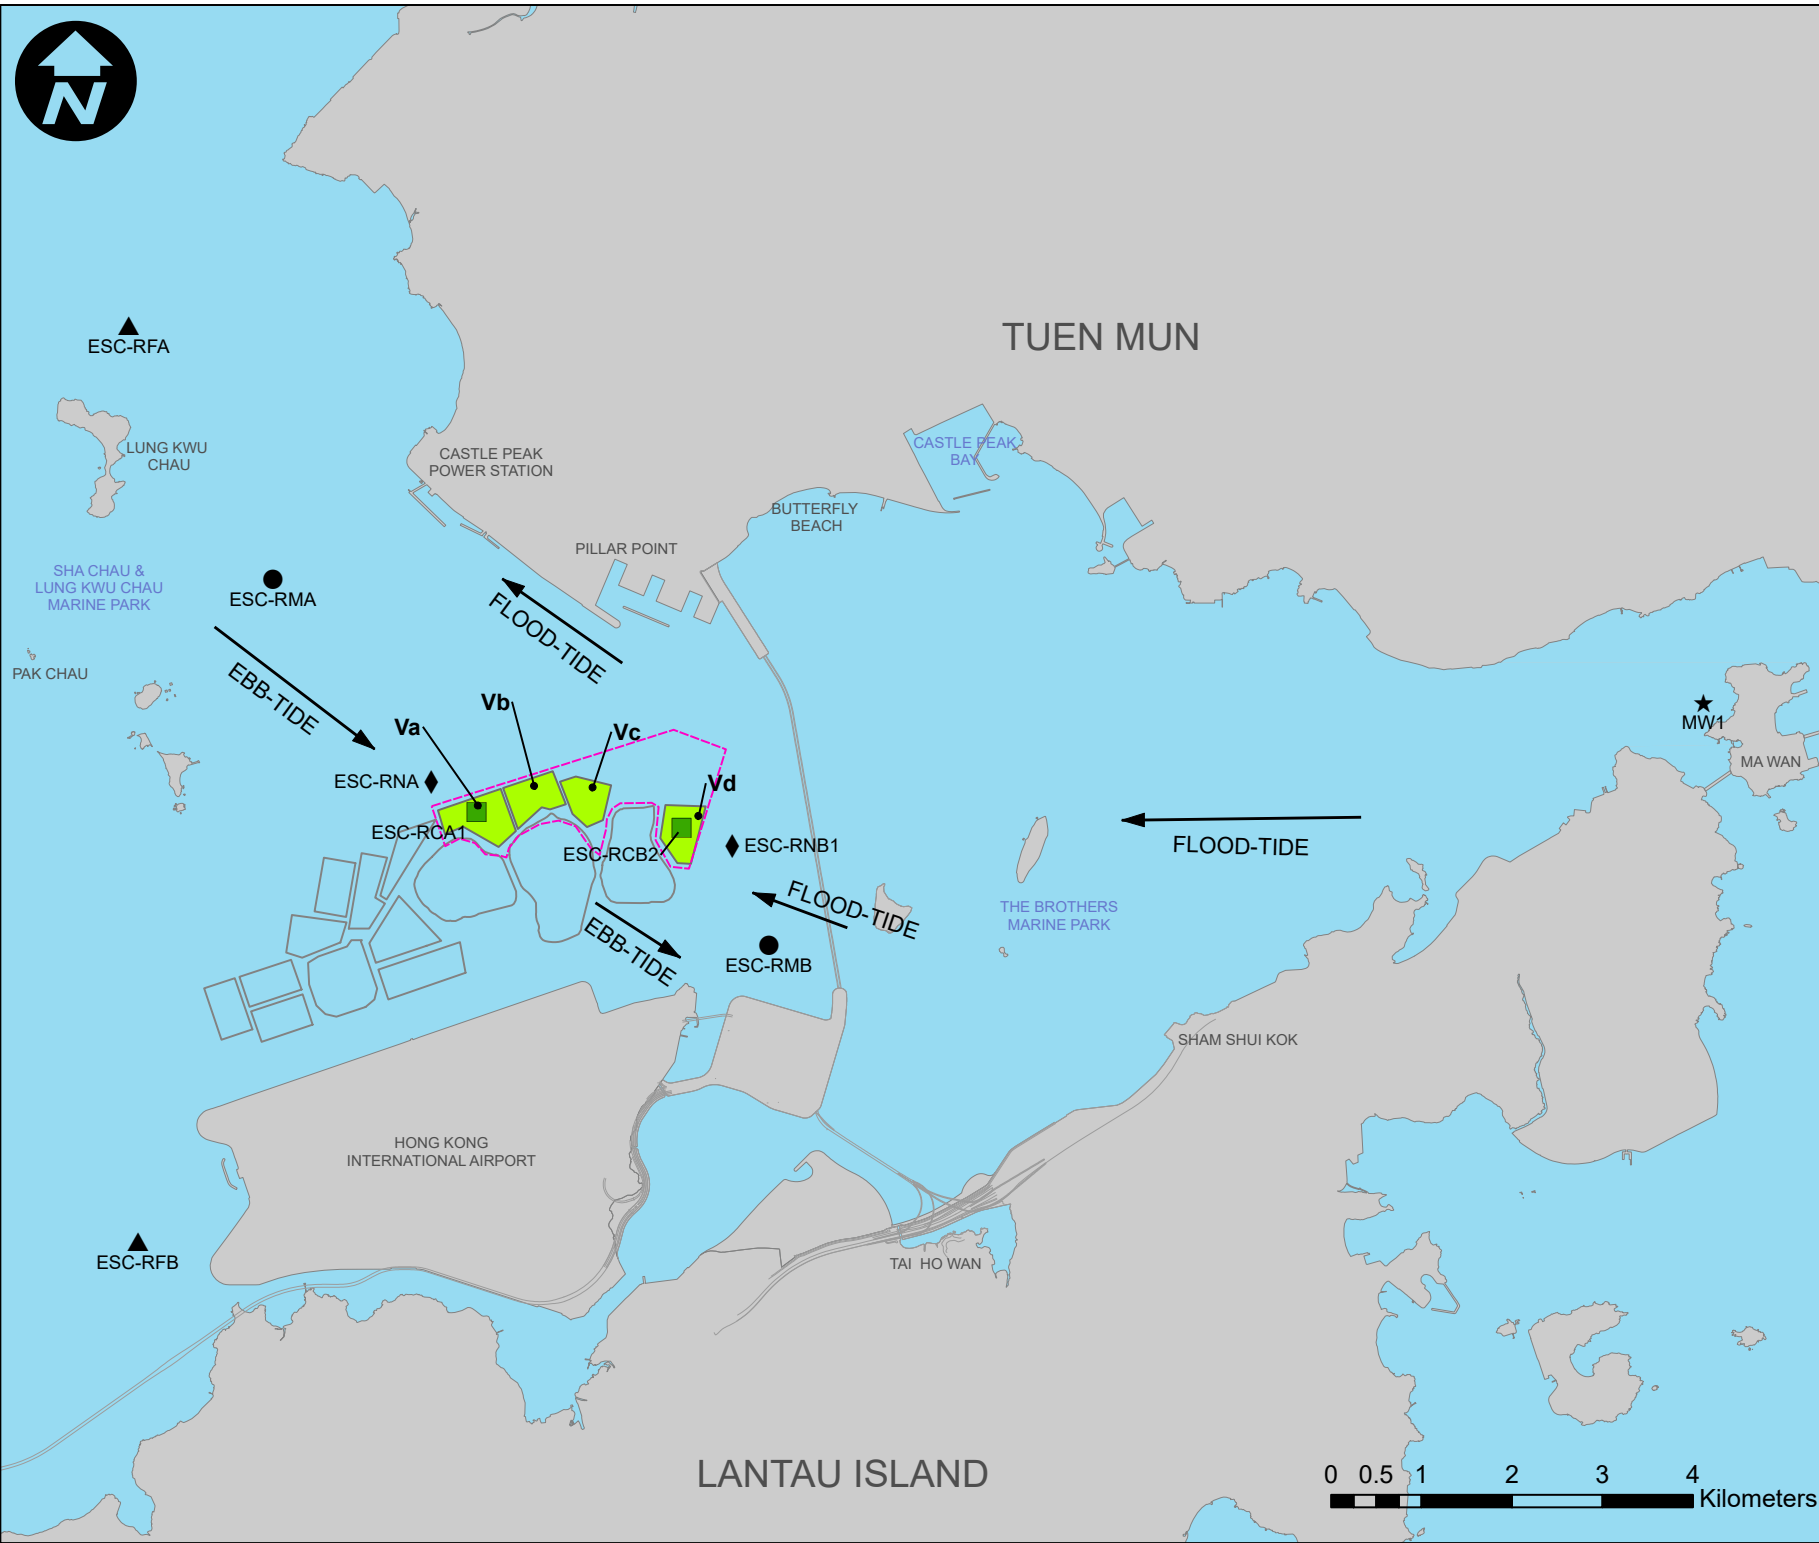 N
TUEN MUN
ESC-RFA
CASTLE PEAK
BAY
LUNG KWU
CHAU
CASTLE PEAK
POWER STATION
BUTTERFLY
BEACH
PILLAR POINT
SHA CHAU &
LUNG KWU CHAU
MARINE PARK
ESC-RMA
FLOOD-TIDE
PAK CHAU
EBB-TIDE
Vb
Va
Vc
MW1
MA WAN
ESC-RNA
Vd
ESC-RCA1
ESC-RCB2
ESC-RNB1
FLOOD-TIDE
FLOOD-TIDE
THE BROTHERS
MARINE PARK
EBB-TIDE
ESC-RMB
SHAM SHUI KOK
HONG KONG
INTERNATIONAL AIRPORT
ESC-RFB
TAI HO WAN
LANTAU ISLAND
0 0.5 1 2 3 4
Kilometers